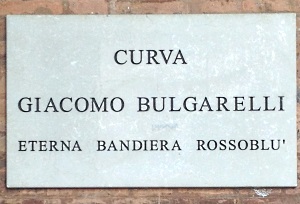 CURVA
GIACOMO BULGARELLI
ETERNA BANDIERA ROSSOBLU'